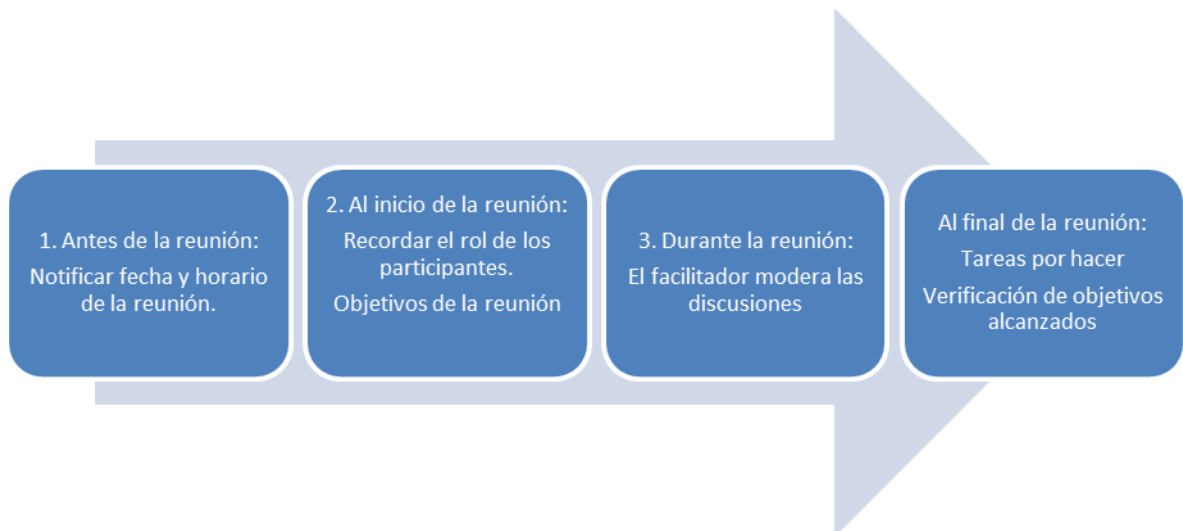 1. Antes de la reunión:
Notificar fecha y horario
de la reunión.
2. Al inicio de la reunión:
Recordar el rol de los
participantes.
Objetivos de la reunión
3. Durante la reunión:
El facilitador modera las
discusiones
Al final de la reunión:
Tareas por hacer
Verificación de objetivos
alcanzados